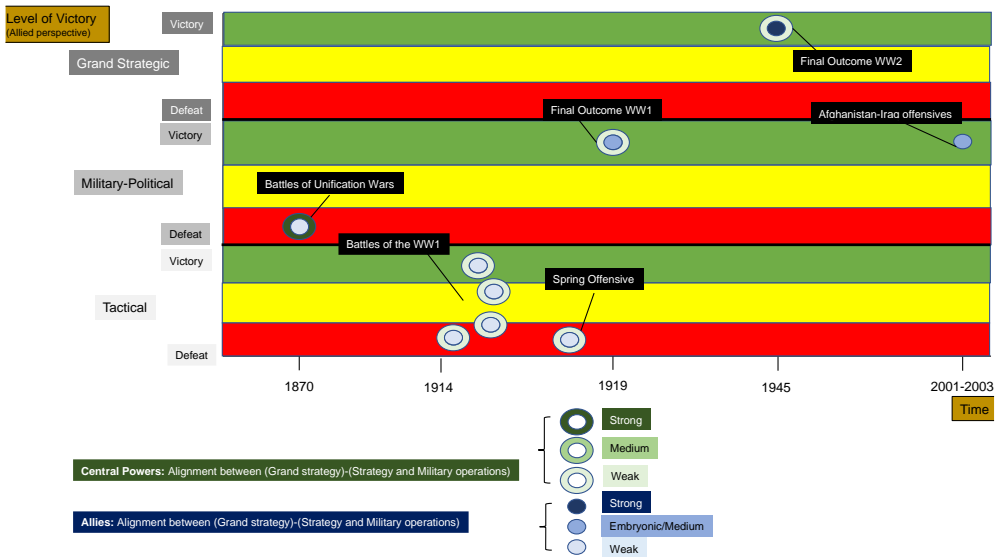 Level of Victory
(Allied perspective)
Victory
Grand Strategic
Final Outcome WW2
Defeat
Final Outcome WW1
Afghanistan-Iraq offensives
Victory
Military-Political
Battles of Unification Wars
Defeat
Battles of the WW1
Victory
Spring Offensive
Tactical
Defeat
1870
1914
1919
1945
2001-2003
Time
Strong
Medium
Central Powers: Alignment between (Grand strategy)-(Strategy and Military operations)
Weak
Strong
Allies: Alignment between (Grand strategy)-(Strategy and Military operations)
Embryonic/Medium
Weak